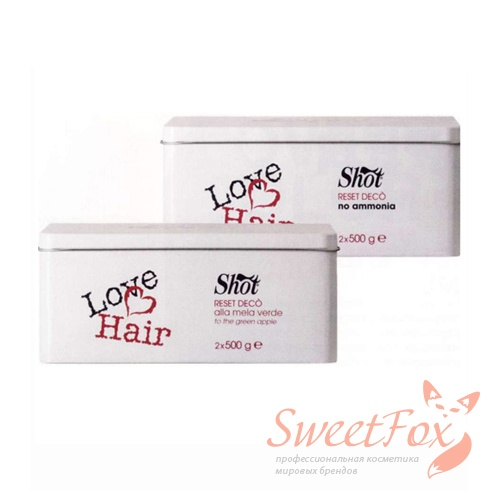 Love
Hair
Shot
RESET DECÒ
no ammonia
2x500 g e
Love
Hair
Shot
RESET DECÒ
alla mela verde
to the green apple
2x500 g e
SweetFox
профессиональная косметика
мировых брендов